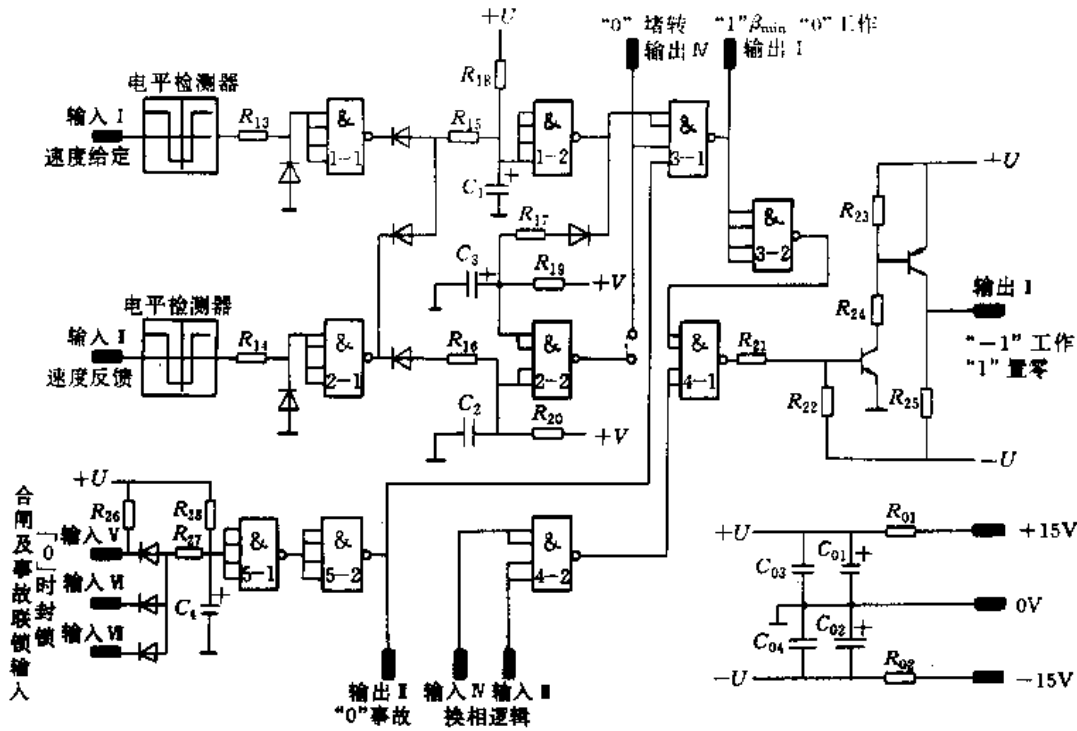 +U
"0" 堵转
输出 Ⅳ
"1" βmin "0" 工作
输出 Ⅰ
电平检测器
输入 Ⅰ
速度给定
R13
&
1-1
R15
R18
C1
+
&
1-2
&
3-1
R17
&
3-2
C3
+
R19
+V
电平检测器
输入 Ⅱ
速度反馈
R14
&
2-1
R16
&
2-2
C2
R20
+V
&
4-1
R21
R22
R23
R24
R25
+U
-U
输出 Ⅰ
"-1" 工作
"1" 置零
合闸及事故联锁输入
「0」时封锁
+U
R26
R28
R27
输入 Ⅴ
输入 Ⅵ
输入 Ⅶ
C4
+
&
5-1
&
5-2
&
4-2
输出 Ⅱ
"0" 事故
输入 Ⅳ
输入 Ⅲ
换相逻辑
+U
R01
+15V
C03
C01
+
0V
C04
C02
+
-U
R02
-15V